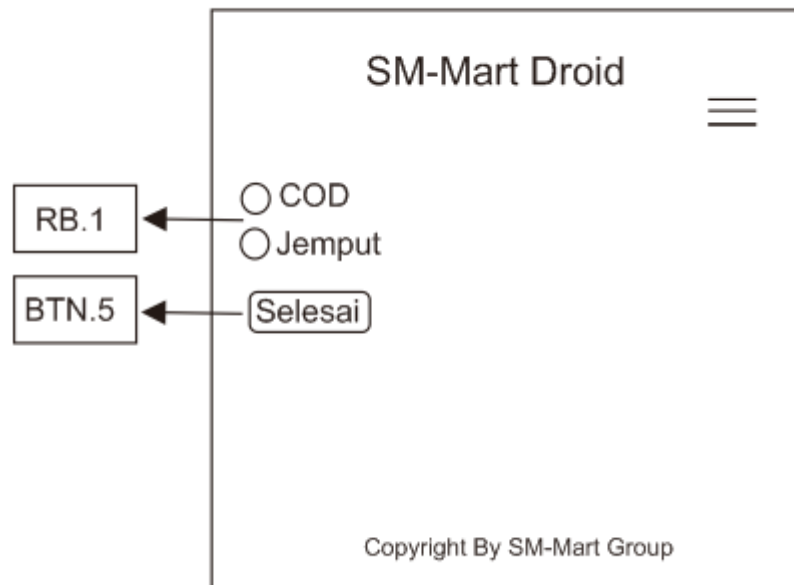 SM-Mart Droid
RB.1
COD
Jemput
BTN.5
Selesai
Copyright By SM-Mart Group